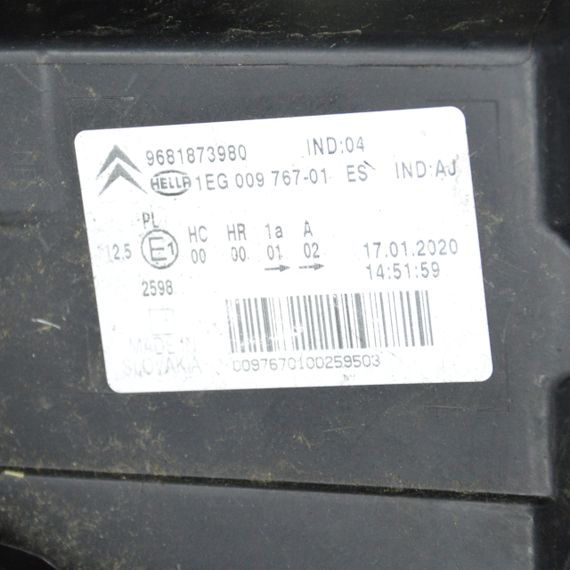 9681873980 IND:04
HELLA 1EG 009 767-01 ES IND:AJ
PL HC HR 1a A
12.5 E1 00 00 01 02 17.01.2020
14:51:59
2598
MADE IN
SLOVAKIA 0097670100259503